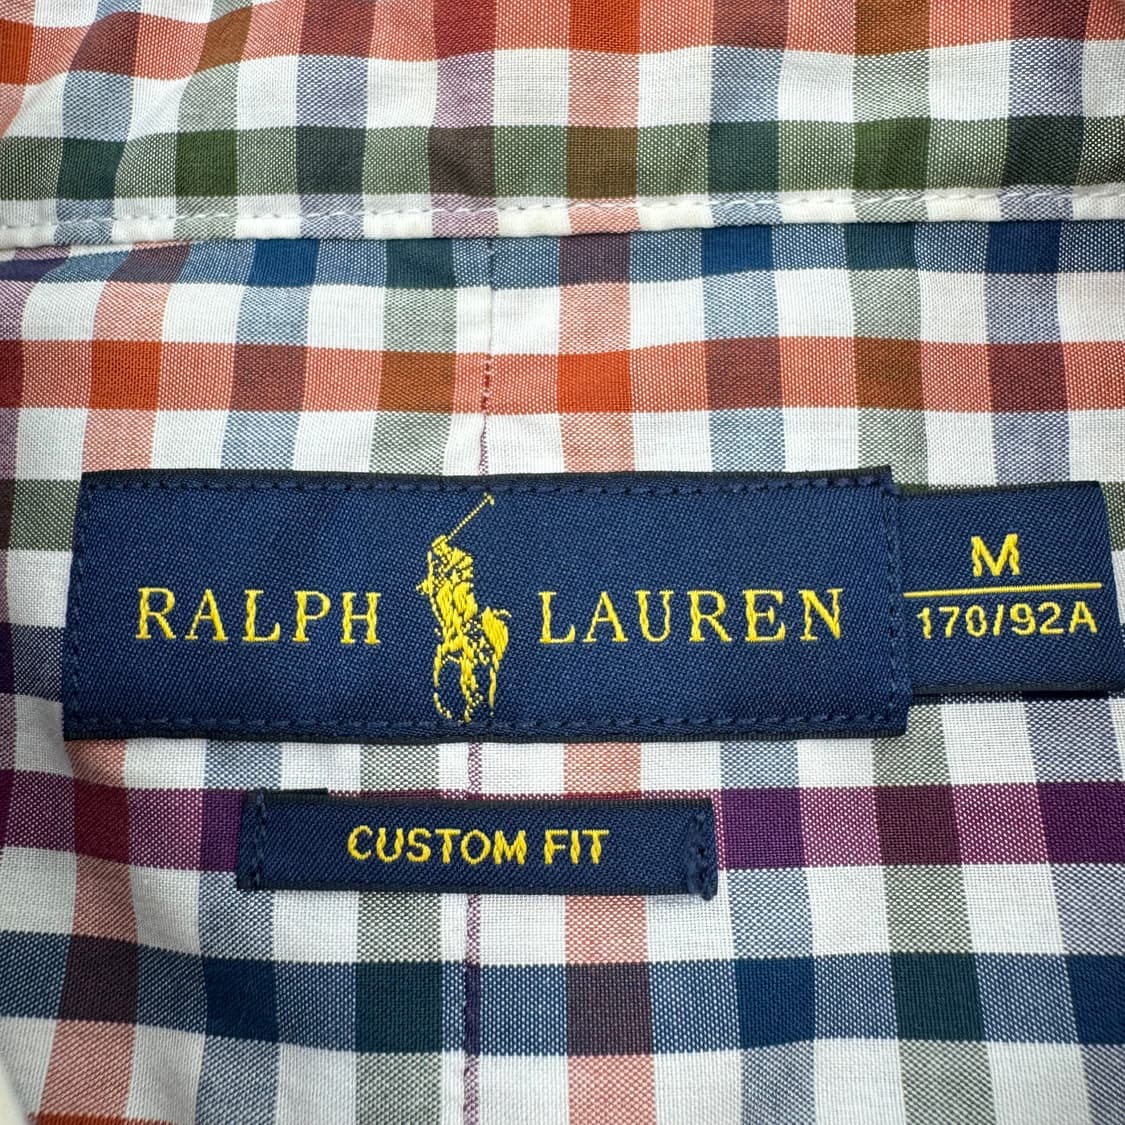 RALPH LAUREN
M
170/92A
CUSTOM FIT